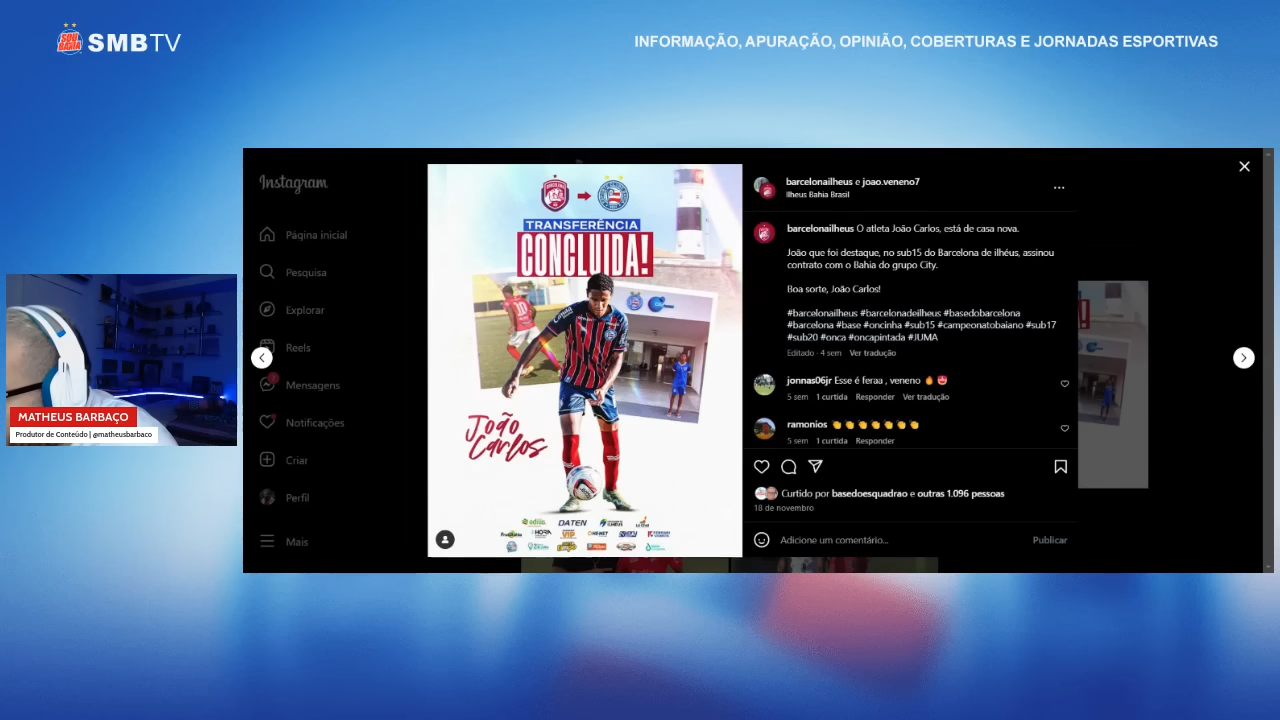 SOU BAHIA
SMBTV
INFORMAÇÃO, APURAÇÃO, OPINIÃO, COBERTURAS E JORNADAS ESPORTIVAS
MATHEUS BARBAÇO
Produtor de Conteúdo | @matheusbarbaco
Instagram
Página inicial
Pesquisa
Explorar
Reels
Mensagens
Notificações
Criar
Perfil
Mais
TRANSFERÊNCIA
CONCLUÍDA!
10
João
Carlos
DATEN
barcelonailheus e joao.veneno7
Ilheus Bahia Brasil
barcelonailheus O atleta João Carlos, está de casa nova.
João que foi destaque, no sub15 do Barcelona de ilhéus, assinou
contrato com o Bahia do grupo City.
Boa sorte, João Carlos!
#barcelonailheus #barcelonadeilheus #basedobarcelona
#barcelona #base #oncinha #sub15 #campeonatobaiano #sub17
#sub20 #onca #oncapintada #JUMA
Editado · 4 sem Ver tradução
jonnas06jr Esse é feraa , veneno 🔥
5 sem 1 curtida Responder Ver tradução
ramonios 👏👏👏👏👏👏👏
5 sem 1 curtida Responder
Curtido por basedoesquadrao e outras 1.096 pessoas
18 de novembro
Adicione um comentário...
Publicar